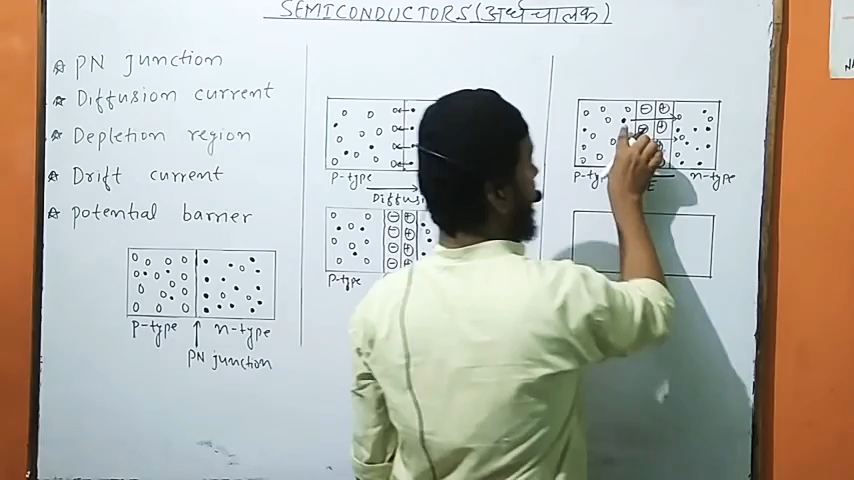 SEMICONDUCTORS (अर्धचालक)
☆ PN junction
☆ Diffusion current
☆ Depletion region
☆ Drift current
☆ potential barrier
p-type n-type
PN junction
p-type
Diffusi
p-type
p-ty n-type
E